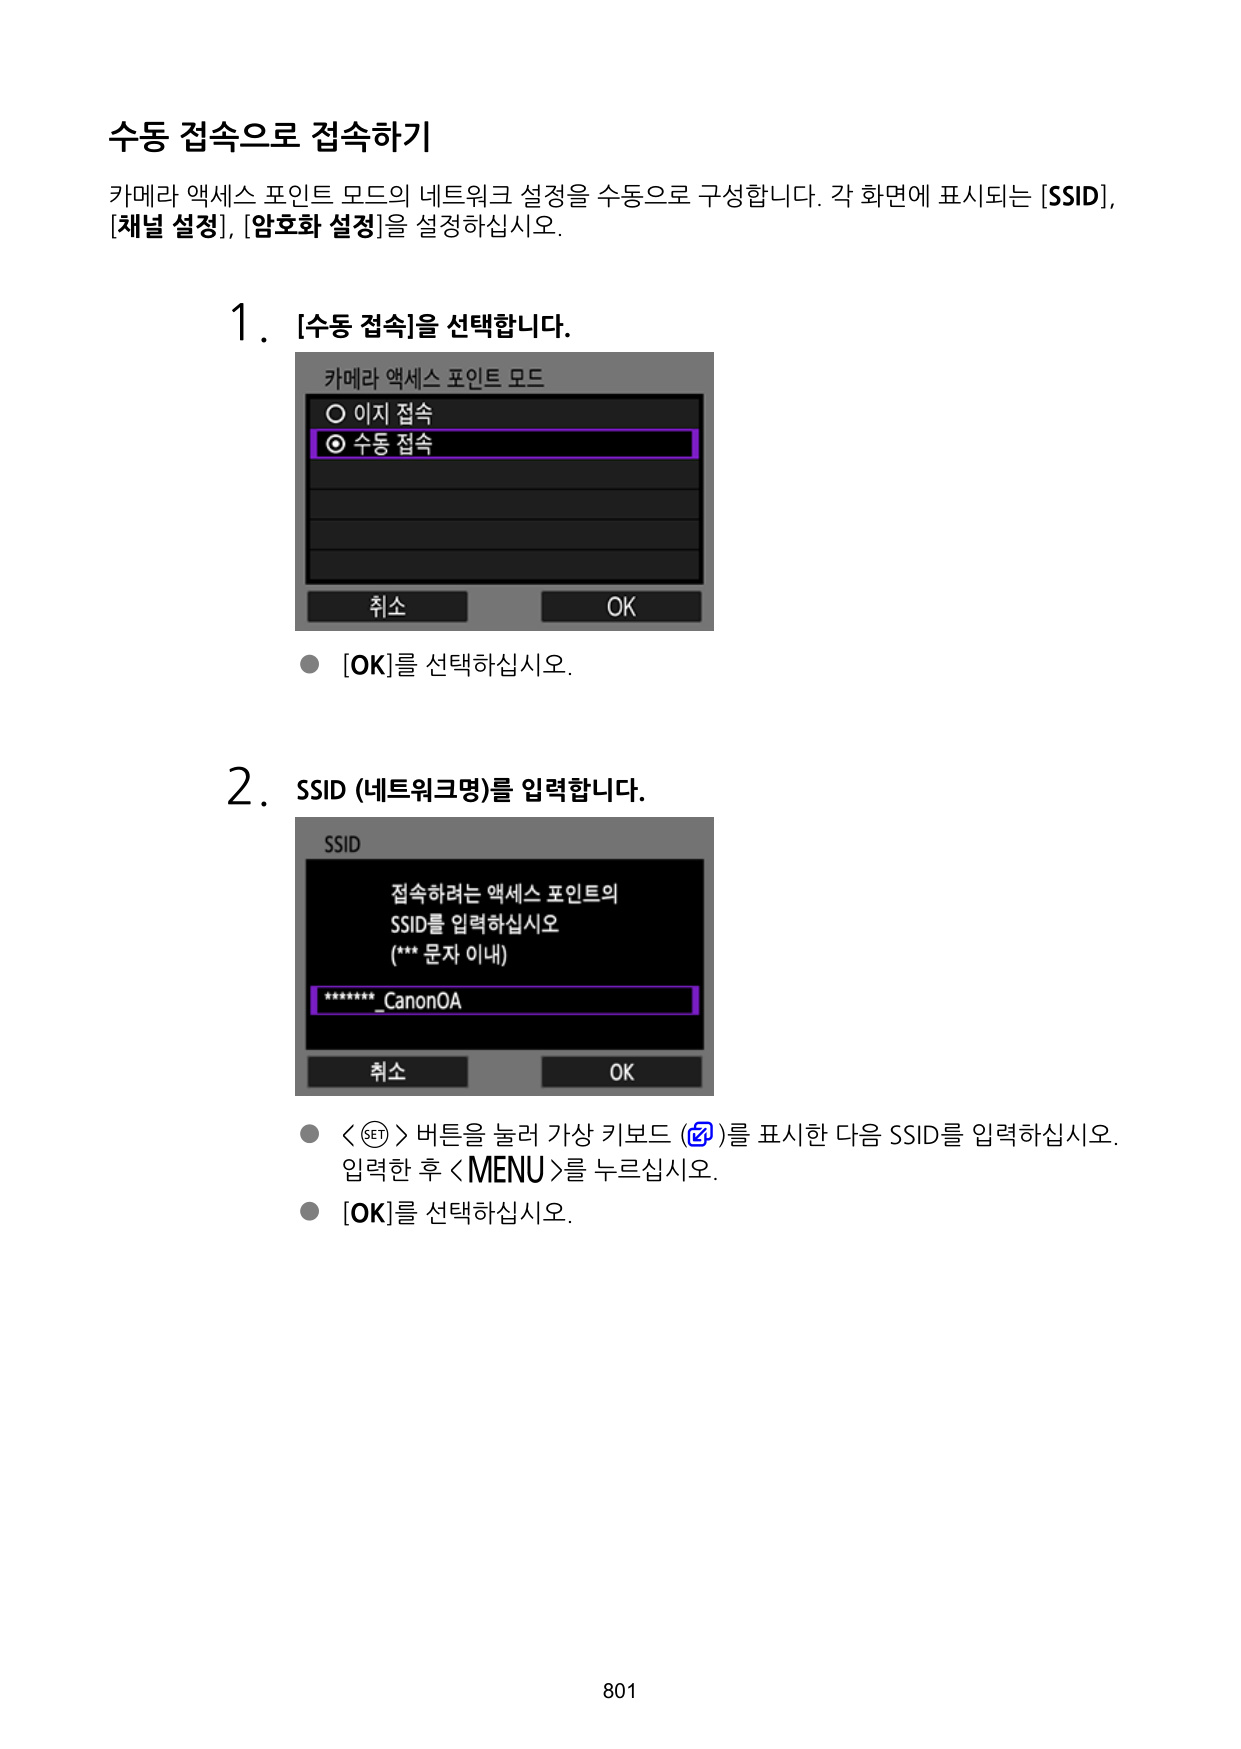 수동 접속으로 접속하기
카메라 액세스 포인트 모드의 네트워크 설정을 수동으로 구성합니다. 각 화면에 표시되는 [SSID],
[채널 설정], [암호화 설정]을 설정하십시오.
1. [수동 접속]을 선택합니다.
카메라 액세스 포인트 모드
이지 접속
수동 접속
취소 OK
● [OK]를 선택하십시오.
2. SSID (네트워크명)를 입력합니다.
SSID
접속하려는 액세스 포인트의
SSID를 입력하십시오
(*** 문자 이내)
*******_CanonOA
취소 OK
● < SET > 버튼을 눌러 가상 키보드 ( )를 표시한 다음 SSID를 입력하십시오.
입력한 후 < MENU >를 누르십시오.
● [OK]를 선택하십시오.
801